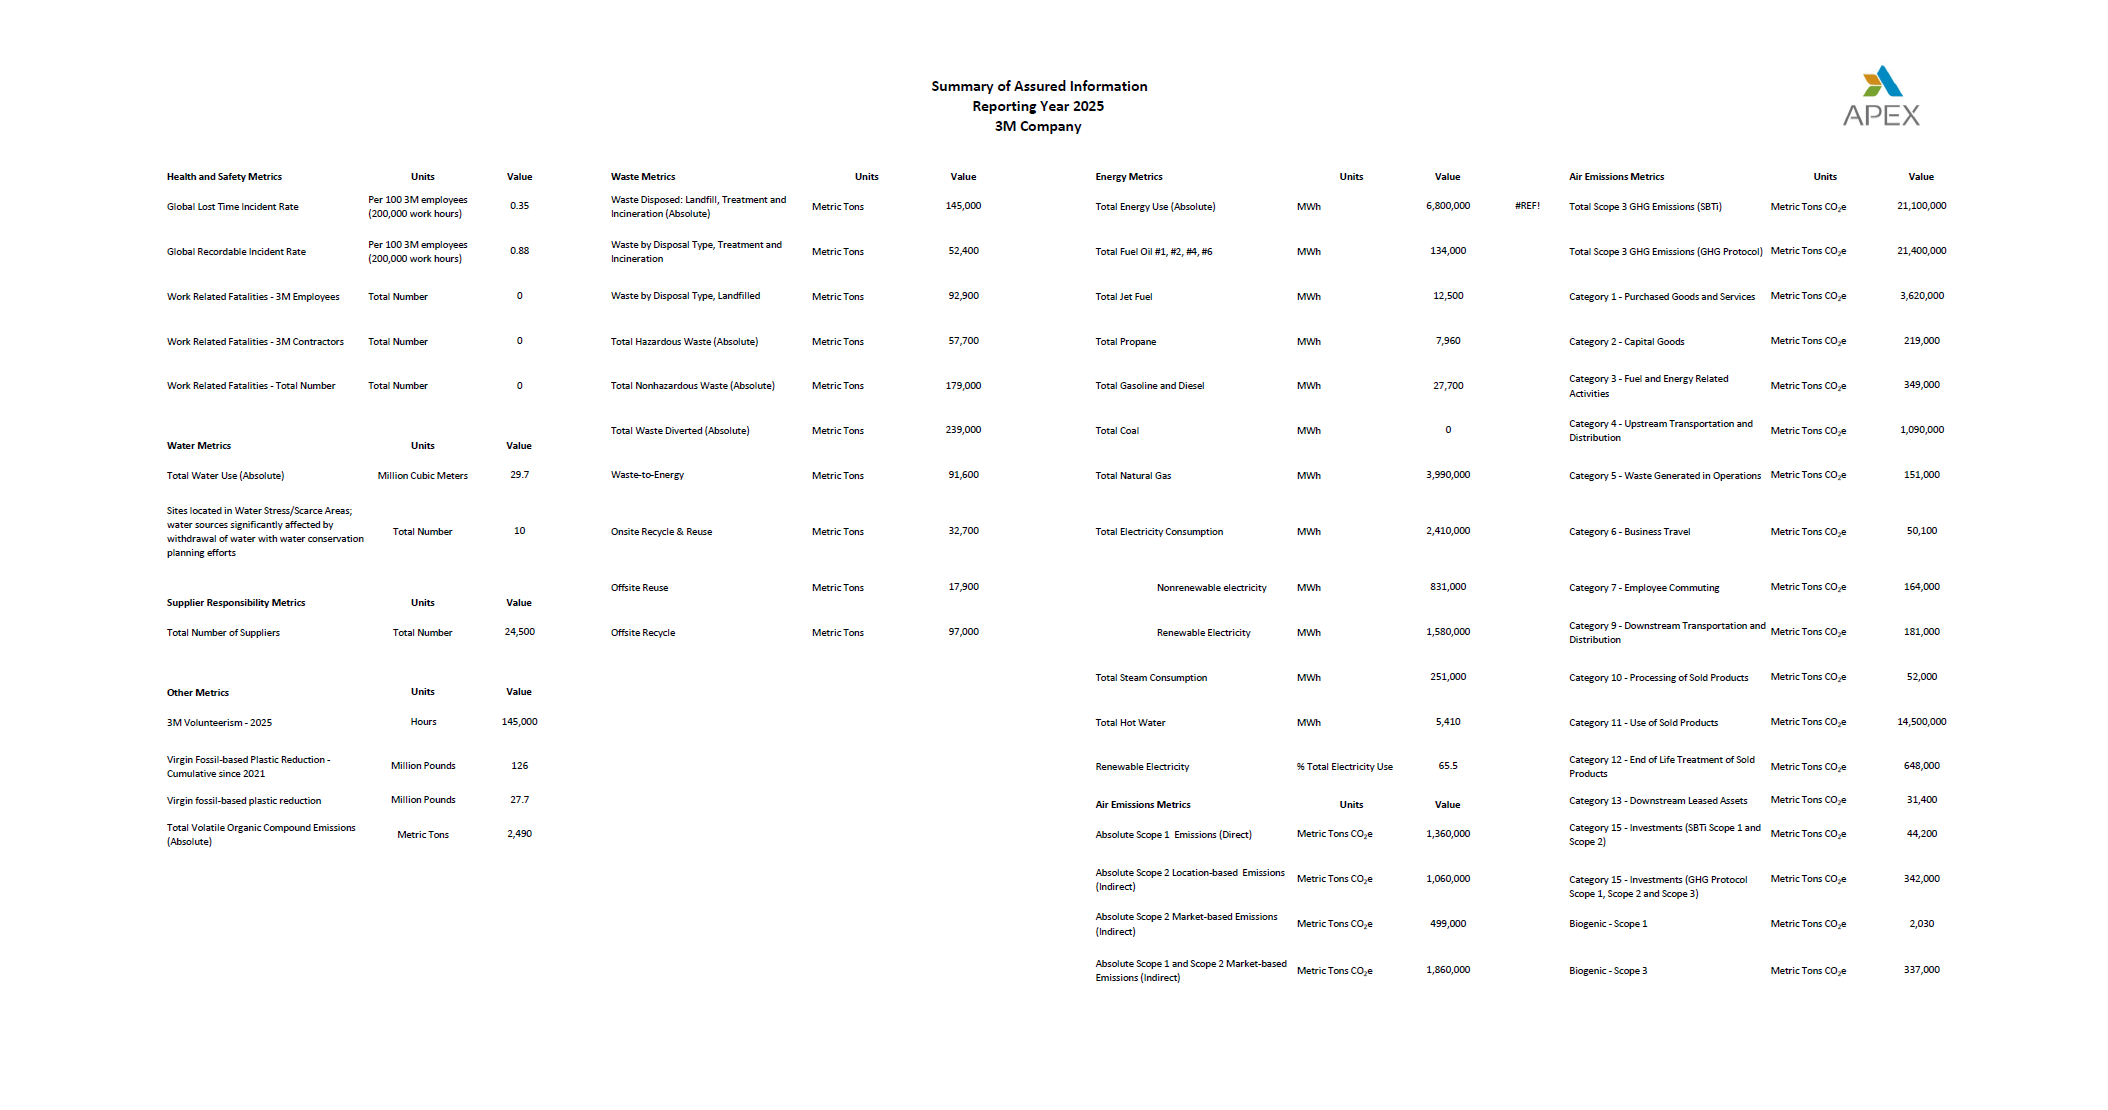 Summary of Assured Information
Reporting Year 2025
3M Company
APEX
Health and Safety Metrics Units Value
Global Lost Time Incident Rate Per 100 3M employees (200,000 work hours) 0.35
Global Recordable Incident Rate Per 100 3M employees (200,000 work hours) 0.88
Work Related Fatalities - 3M Employees Total Number 0
Work Related Fatalities - 3M Contractors Total Number 0
Work Related Fatalities - Total Number Total Number 0
Water Metrics Units Value
Total Water Use (Absolute) Million Cubic Meters 29.7
Sites located in Water Stress/Scarce Areas;
water sources significantly affected by
withdrawal of water with water conservation
planning efforts Total Number 10
Supplier Responsibility Metrics Units Value
Total Number of Suppliers Total Number 24,500
Other Metrics Units Value
3M Volunteerism - 2025 Hours 145,000
Virgin Fossil-based Plastic Reduction -
Cumulative since 2021 Million Pounds 126
Virgin fossil-based plastic reduction Million Pounds 27.7
Total Volatile Organic Compound Emissions
(Absolute) Metric Tons 2,490
Waste Metrics Units Value
Waste Disposed: Landfill, Treatment and
Incineration (Absolute) Metric Tons 145,000
Waste by Disposal Type, Treatment and
Incineration Metric Tons 52,400
Waste by Disposal Type, Landfilled Metric Tons 92,900
Total Hazardous Waste (Absolute) Metric Tons 57,700
Total Nonhazardous Waste (Absolute) Metric Tons 179,000
Total Waste Diverted (Absolute) Metric Tons 239,000
Waste-to-Energy Metric Tons 91,600
Onsite Recycle & Reuse Metric Tons 32,700
Offsite Reuse Metric Tons 17,900
Offsite Recycle Metric Tons 97,000
Energy Metrics Units Value
Total Energy Use (Absolute) MWh 6,800,000 #REF!
Total Fuel Oil #1, #2, #4, #6 MWh 134,000
Total Jet Fuel MWh 12,500
Total Propane MWh 7,960
Total Gasoline and Diesel MWh 27,700
Total Coal MWh 0
Total Natural Gas MWh 3,990,000
Total Electricity Consumption MWh 2,410,000
Nonrenewable electricity MWh 831,000
Renewable Electricity MWh 1,580,000
Total Steam Consumption MWh 251,000
Total Hot Water MWh 5,410
Renewable Electricity % Total Electricity Use 65.5
Air Emissions Metrics Units Value
Absolute Scope 1 Emissions (Direct) Metric Tons CO₂e 1,360,000
Absolute Scope 2 Location-based Emissions
(Indirect) Metric Tons CO₂e 1,060,000
Absolute Scope 2 Market-based Emissions
(Indirect) Metric Tons CO₂e 499,000
Absolute Scope 1 and Scope 2 Market-based
Emissions (Indirect) Metric Tons CO₂e 1,860,000
Air Emissions Metrics Units Value
Total Scope 3 GHG Emissions (SBTi) Metric Tons CO₂e 21,100,000
Total Scope 3 GHG Emissions (GHG Protocol) Metric Tons CO₂e 21,400,000
Category 1 - Purchased Goods and Services Metric Tons CO₂e 3,620,000
Category 2 - Capital Goods Metric Tons CO₂e 219,000
Category 3 - Fuel and Energy Related
Activities Metric Tons CO₂e 349,000
Category 4 - Upstream Transportation and
Distribution Metric Tons CO₂e 1,090,000
Category 5 - Waste Generated in Operations Metric Tons CO₂e 151,000
Category 6 - Business Travel Metric Tons CO₂e 50,100
Category 7 - Employee Commuting Metric Tons CO₂e 164,000
Category 9 - Downstream Transportation and
Distribution Metric Tons CO₂e 181,000
Category 10 - Processing of Sold Products Metric Tons CO₂e 52,000
Category 11 - Use of Sold Products Metric Tons CO₂e 14,500,000
Category 12 - End of Life Treatment of Sold
Products Metric Tons CO₂e 648,000
Category 13 - Downstream Leased Assets Metric Tons CO₂e 31,400
Category 15 - Investments (SBTi Scope 1 and
Scope 2) Metric Tons CO₂e 44,200
Category 15 - Investments (GHG Protocol
Scope 1, Scope 2 and Scope 3) Metric Tons CO₂e 342,000
Biogenic - Scope 1 Metric Tons CO₂e 2,030
Biogenic - Scope 3 Metric Tons CO₂e 337,000